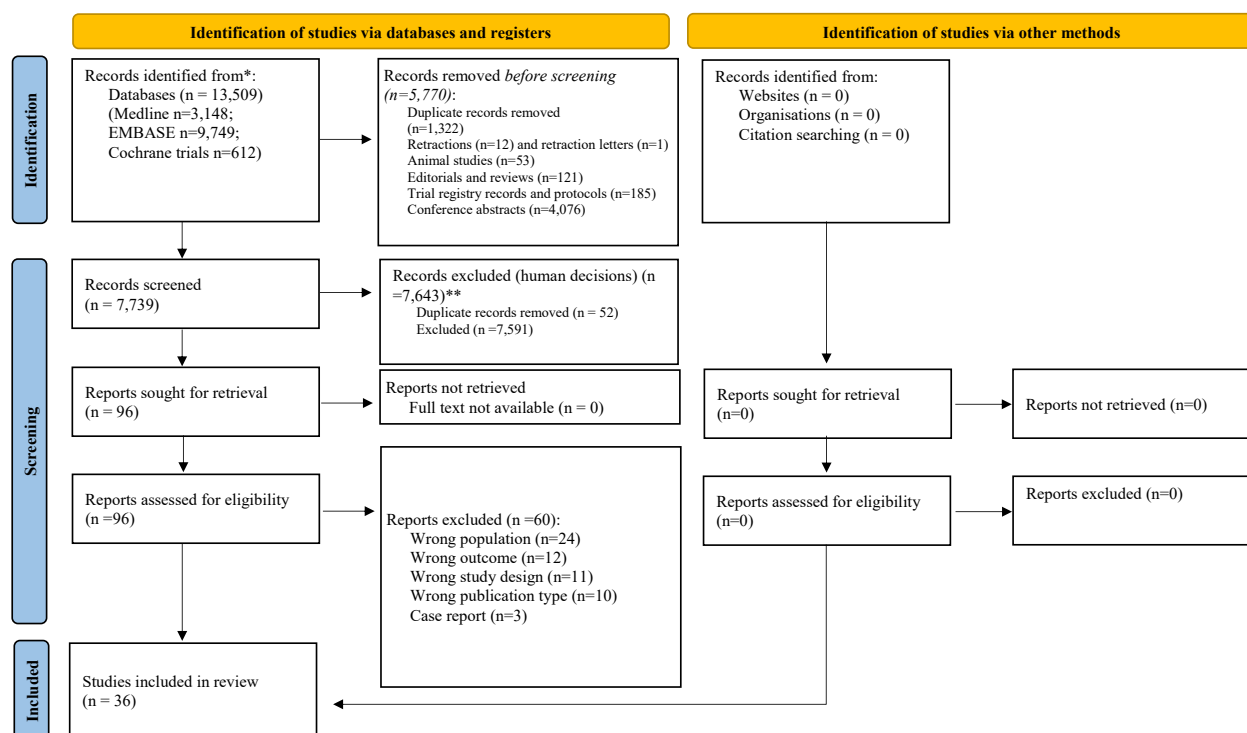 Identification of studies via databases and registers
Identification of studies via other methods
Identification
Records identified from*:
Databases (n = 13,509)
(Medline n=3,148;
EMBASE n=9,749;
Cochrane trials n=612)
Records removed before screening
(n=5,770):
Duplicate records removed
(n=1,322)
Retractions (n=12) and retraction letters (n=1)
Animal studies (n=53)
Editorials and reviews (n=121)
Trial registry records and protocols (n=185)
Conference abstracts (n=4,076)
Records identified from:
Websites (n = 0)
Organisations (n = 0)
Citation searching (n = 0)
Screening
Records screened
(n = 7,739)
Records excluded (human decisions) (n
=7,643)**
Duplicate records removed (n = 52)
Excluded (n =7,591)
Reports sought for retrieval
(n = 96)
Reports not retrieved
Full text not available (n = 0)
Reports sought for retrieval
(n=0)
Reports not retrieved (n=0)
Reports assessed for eligibility
(n =96)
Reports excluded (n =60):
Wrong population (n=24)
Wrong outcome (n=12)
Wrong study design (n=11)
Wrong publication type (n=10)
Case report (n=3)
Reports assessed for eligibility
(n=0)
Reports excluded (n=0)
Included
Studies included in review
(n = 36)